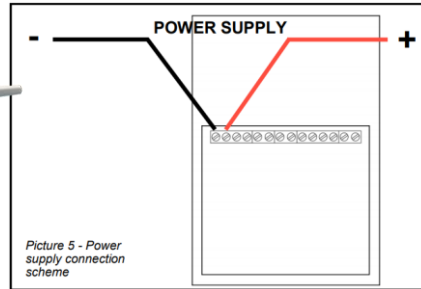 POWER SUPPLY
- +
Picture 5 - Power
supply connection
scheme